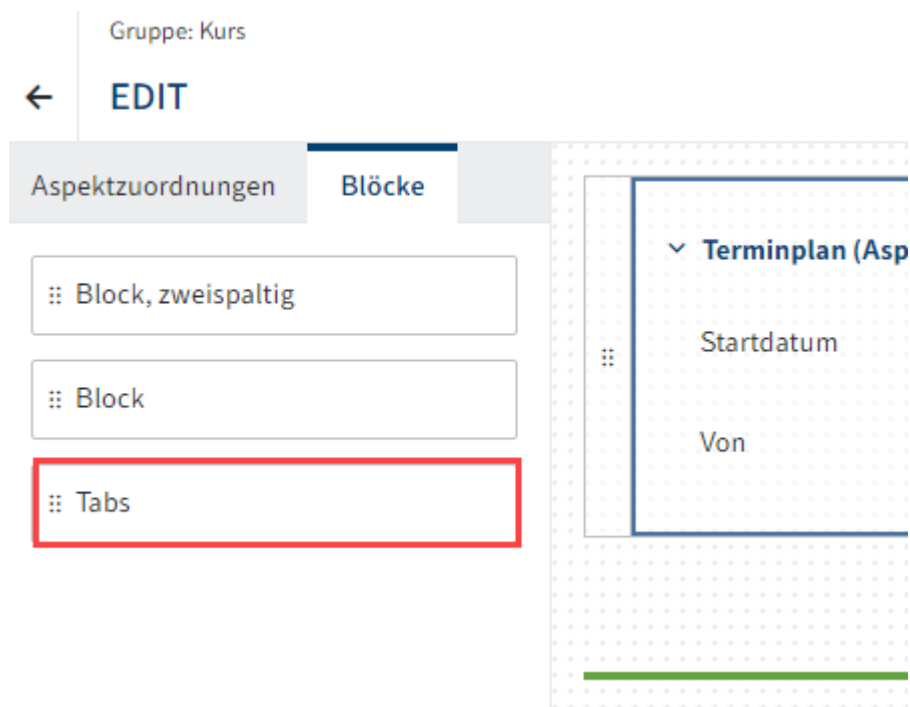 Gruppe: Kurs
EDIT
Aspektzuordnungen
Blöcke
Block, zweispaltig
Block
Tabs
Terminplan (Asp
Startdatum
Von